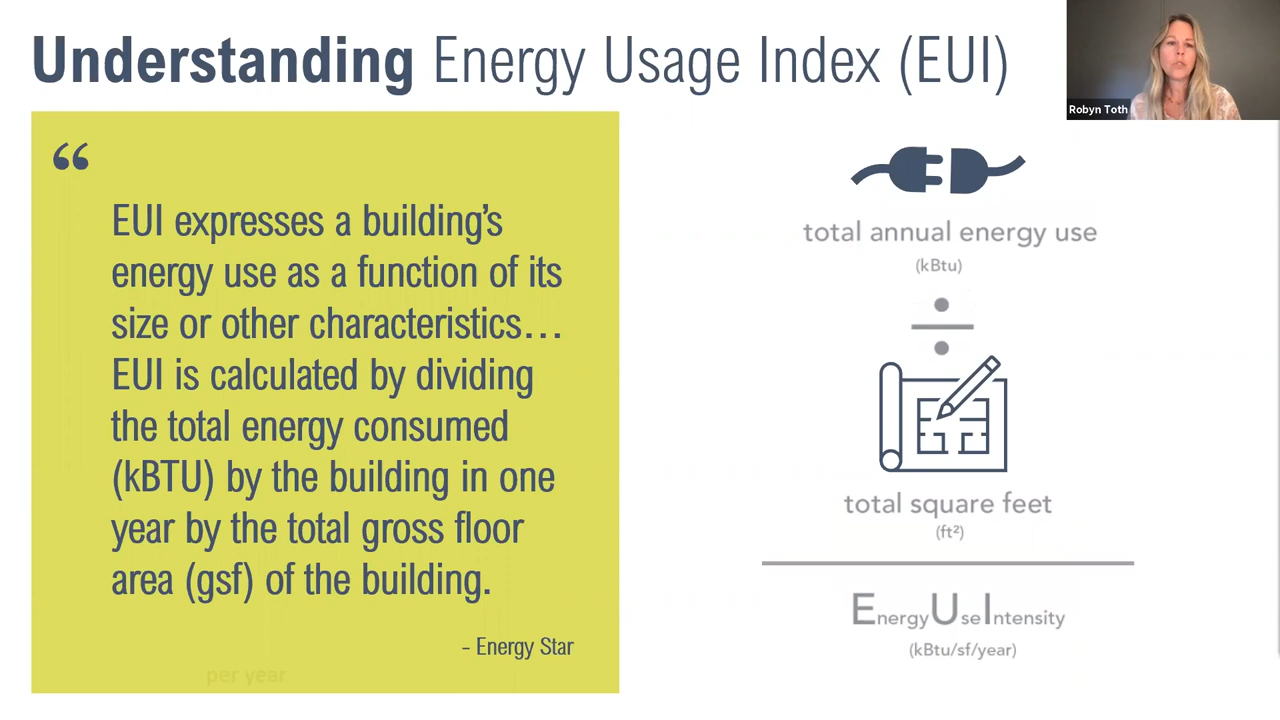 Understanding Energy Usage Index (EUI)
Robyn Toth
“
EUI expresses a building’s
energy use as a function of its
size or other characteristics…
EUI is calculated by dividing
the total energy consumed
(kBTU) by the building in one
year by the total gross floor
area (gsf) of the building.
- Energy Star
per year
total annual energy use
(kBtu)
÷
total square feet
(ft²)
EnergyUseIntensity
(kBtu/sf/year)